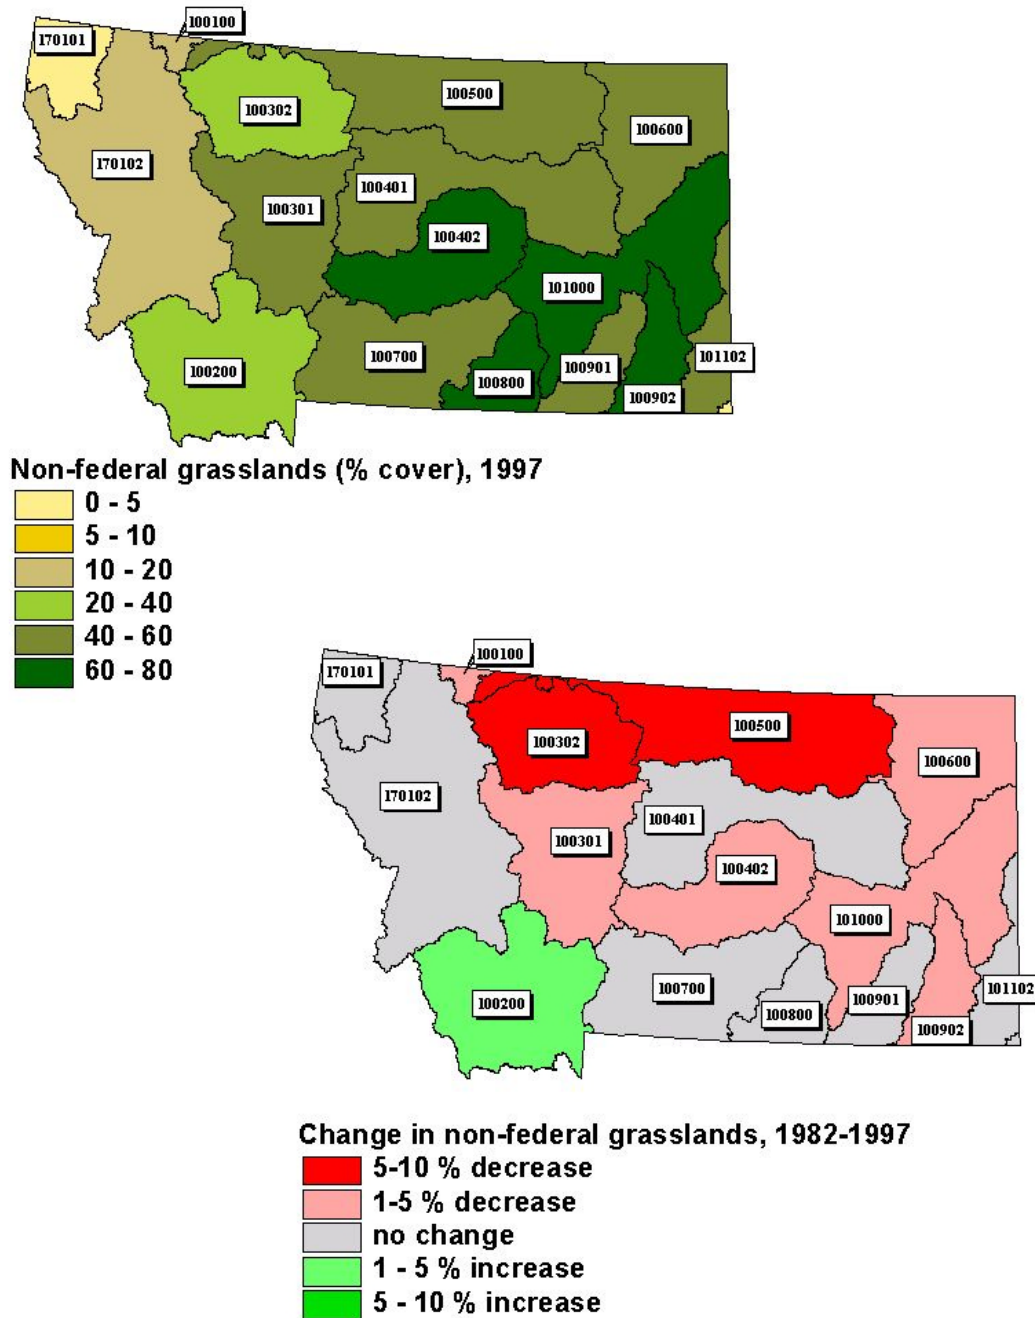 100100
170101
100302
100500
100600
170102
100401
100301
100402
101000
100700
101102
100901
100200
100800
100902
Non-federal grasslands (% cover), 1997
0 - 5
5 - 10
10 - 20
20 - 40
40 - 60
60 - 80
100100
170101
100500
100302
100600
170102
100401
100301
100402
101000
100700
101102
100200
100901
100800
100902
Change in non-federal grasslands, 1982-1997
5-10 % decrease
1-5 % decrease
no change
1 - 5 % increase
5 - 10 % increase